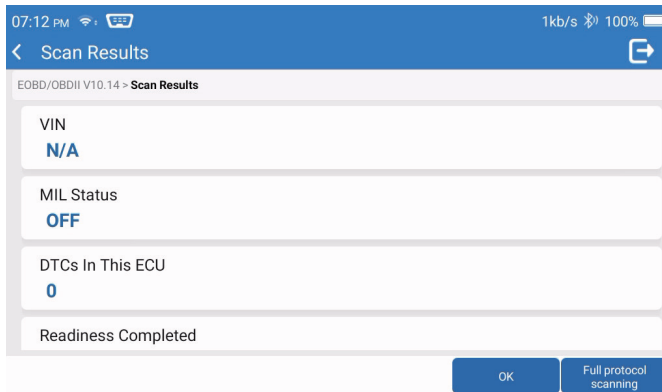 07:12 PM
1kb/s 100%
Scan Results
EOBD/OBDII V10.14 > Scan Results
VIN
N/A
MIL Status
OFF
DTCs In This ECU
0
Readiness Completed
OK
Full protocol
scanning